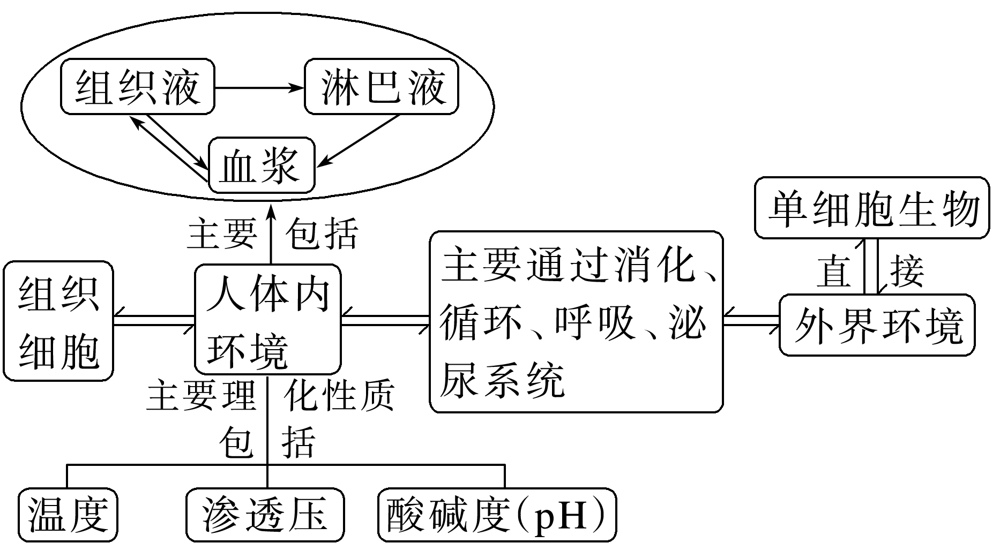 组织液
淋巴液
血浆
主要 包括
单细胞生物
直 接
外界环境
主要通过消化、
循环、呼吸、泌
尿系统
人体内
环境
组织
细胞
主要理 化性质
包 括
温度
渗透压
酸碱度(pH)